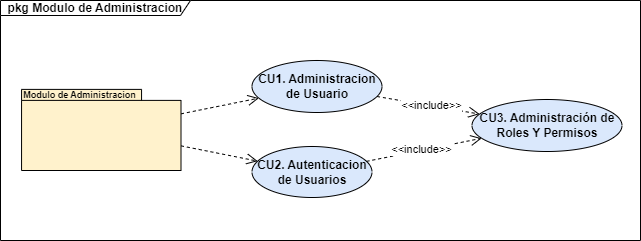 pkg Modulo de Administracion
Modulo de Administracion
CU1. Administracion
de Usuario
<<include>>
CU3. Administración de
Roles Y Permisos
<<include>>
CU2. Autenticacion
de Usuarios